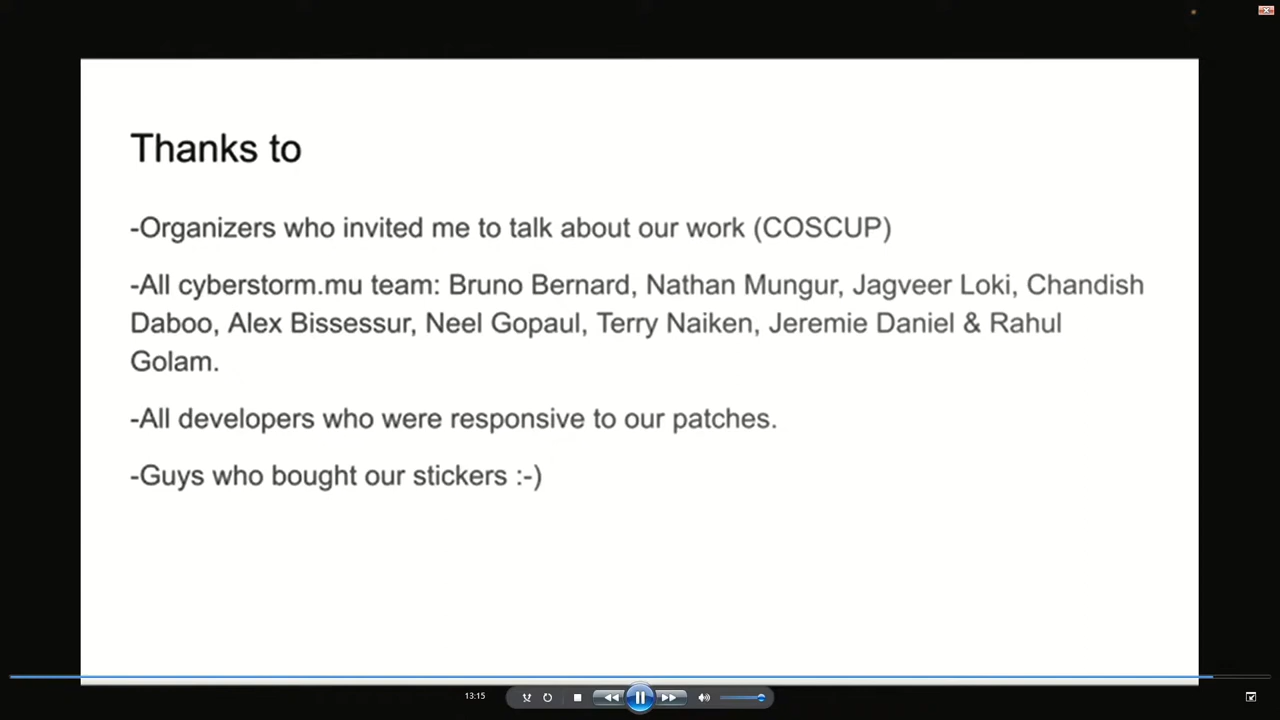 Thanks to
-Organizers who invited me to talk about our work (COSCUP)
-All cyberstorm.mu team: Bruno Bernard, Nathan Mungur, Jagveer Loki, Chandish
Daboo, Alex Bissessur, Neel Gopaul, Terry Naiken, Jeremie Daniel & Rahul
Golam.
-All developers who were responsive to our patches.
-Guys who bought our stickers :-)
13:15